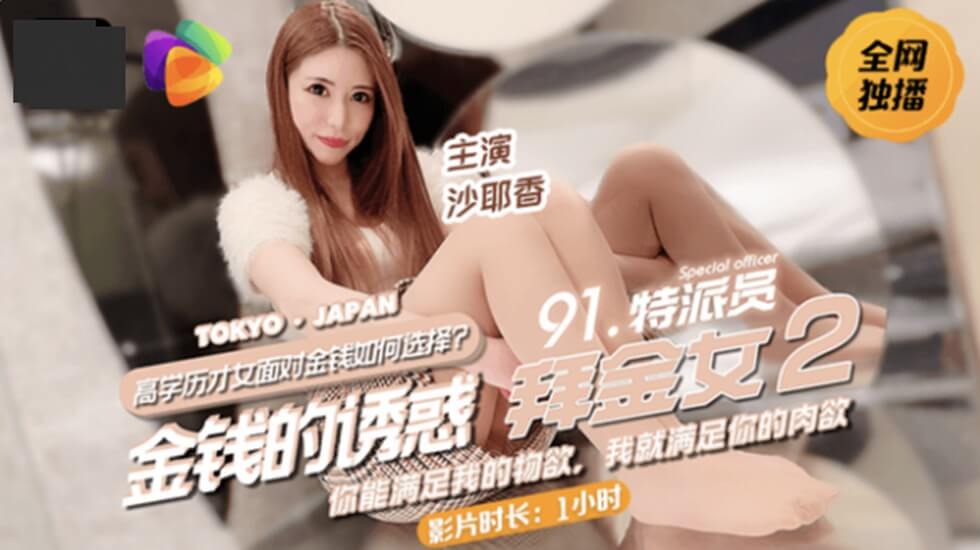 全网
独播
主演
沙耶香
TOKYO · JAPAN
高学历才女面对金钱如何选择?
金钱的诱惑
Special officer
91.特派员
拜金女2
你能满足我的物欲，我就满足你的肉欲
影片时长：1小时